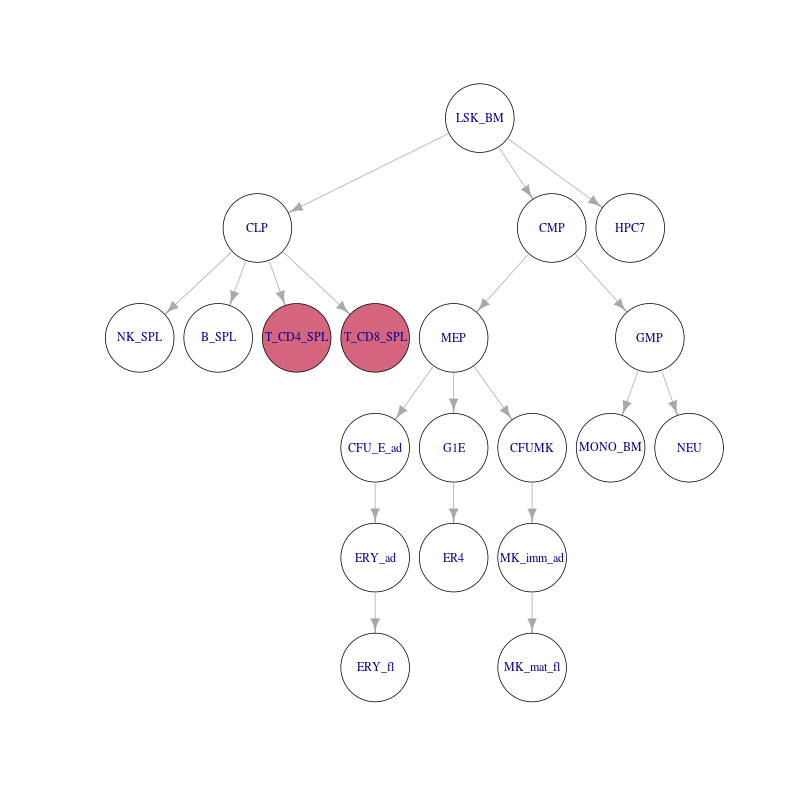 LSK_BM
CLP
CMP
HPC7
NK_SPL
B_SPL
T_CD4_SPL
T_CD8_SPL
MEP
GMP
CFU_E_ad
G1E
CFUMK
MONO_BM
NEU
ERY_ad
ER4
MK_imm_ad
ERY_fl
MK_mat_fl